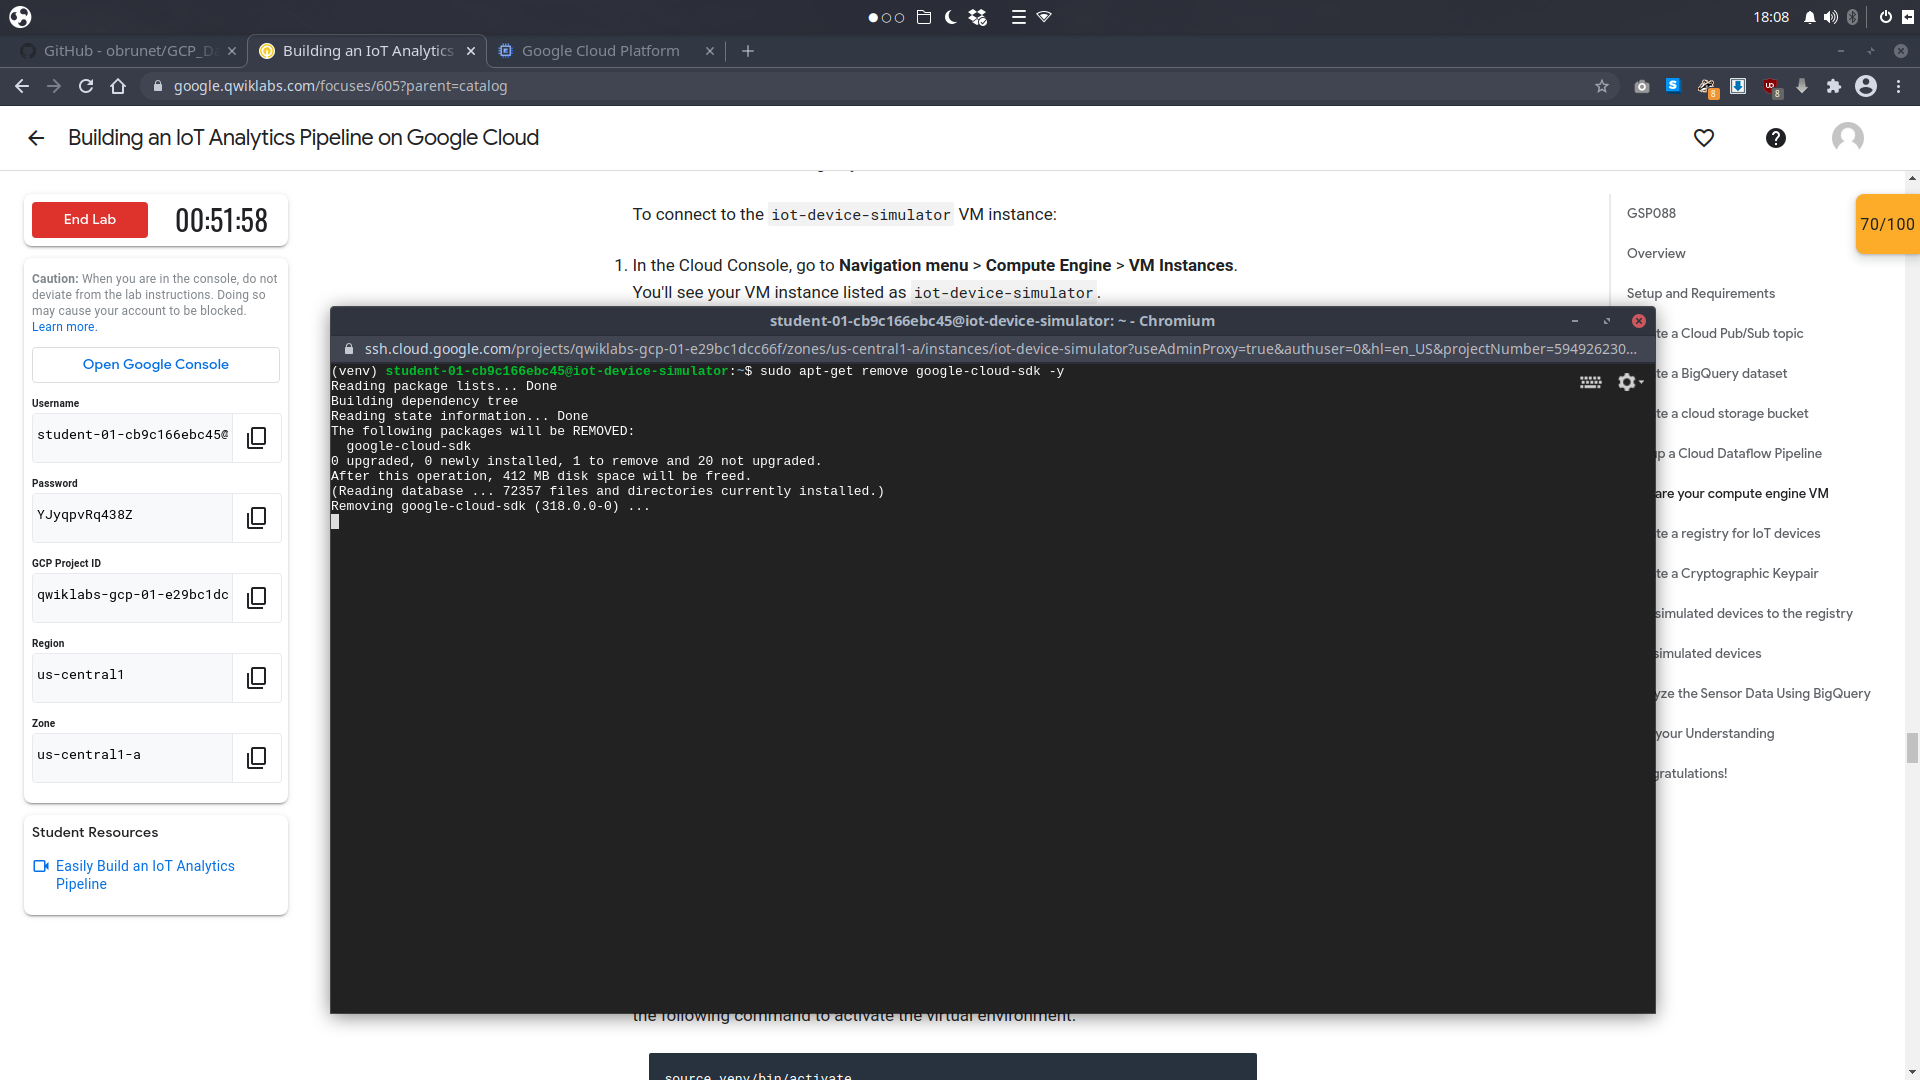 18:08
GitHub - obrunet/GCP_Da
Building an IoT Analytics
Google Cloud Platform
google.qwiklabs.com/focuses/605?parent=catalog
S
8
8
Building an IoT Analytics Pipeline on Google Cloud
End Lab
00:51:58
Caution: When you are in the console, do not
deviate from the lab instructions. Doing so
may cause your account to be blocked.
Learn more.
Open Google Console
Username
student-01-cb9c166ebc45@
Password
YJyqpvRq438Z
GCP Project ID
qwiklabs-gcp-01-e29bc1dc
Region
us-central1
Zone
us-central1-a
Student Resources
Easily Build an IoT Analytics
Pipeline
To connect to the iot-device-simulator VM instance:
1. In the Cloud Console, go to Navigation menu > Compute Engine > VM Instances.
You'll see your VM instance listed as iot-device-simulator.
student-01-cb9c166ebc45@iot-device-simulator: ~ - Chromium
ssh.cloud.google.com/projects/qwiklabs-gcp-01-e29bc1dcc66f/zones/us-central1-a/instances/iot-device-simulator?useAdminProxy=true&authuser=0&hl=en_US&projectNumber=594926230...
(venv) student-01-cb9c166ebc45@iot-device-simulator:~$ sudo apt-get remove google-cloud-sdk -y
Reading package lists... Done
Building dependency tree
Reading state information... Done
The following packages will be REMOVED:
google-cloud-sdk
0 upgraded, 0 newly installed, 1 to remove and 20 not upgraded.
After this operation, 412 MB disk space will be freed.
(Reading database ... 72357 files and directories currently installed.)
Removing google-cloud-sdk (318.0.0-0) ...
the following command to activate the virtual environment.
source venv/bin/activate
GSP088
Overview
Setup and Requirements
te a Cloud Pub/Sub topic
te a BigQuery dataset
te a cloud storage bucket
p a Cloud Dataflow Pipeline
are your compute engine VM
te a registry for IoT devices
te a Cryptographic Keypair
simulated devices to the registry
simulated devices
yze the Sensor Data Using BigQuery
your Understanding
gratulations!
70/100